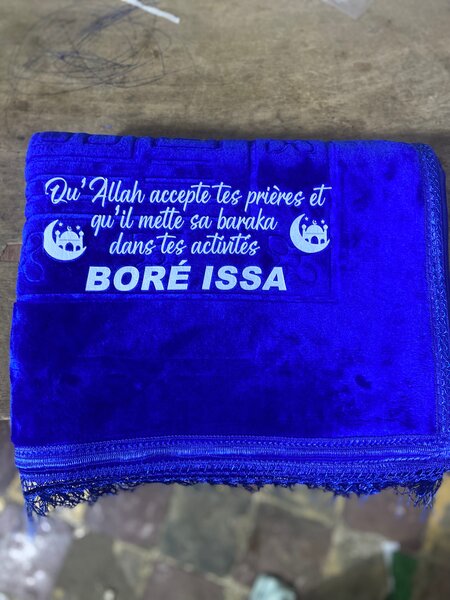 Qu'Allah accepte tes prières et
qu'il mette sa baraka
dans tes activités
BORÉ ISSA